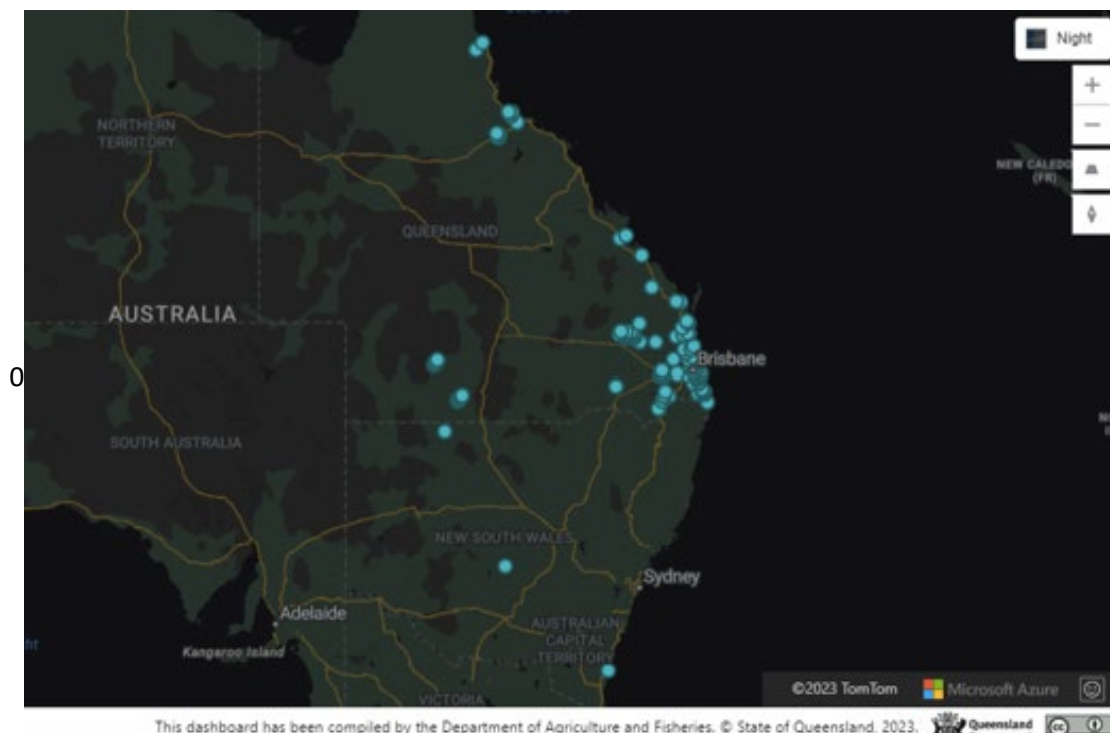 Night
NORTHERN
TERRITORY
NEW CALEDO
(FR)
QUEENSLAND
AUSTRALIA
Brisbane
0
SOUTH AUSTRALIA
NEW SOUTH WALES
Sydney
Adelaide
AUSTRALIAN
CAPITAL
TERRITORY
Kangaroo Island
VICTORIA
©2023 TomTom
Microsoft Azure
This dashboard has been compiled by the Department of Agriculture and Fisheries. © State of Queensland, 2023.
Queensland
cc